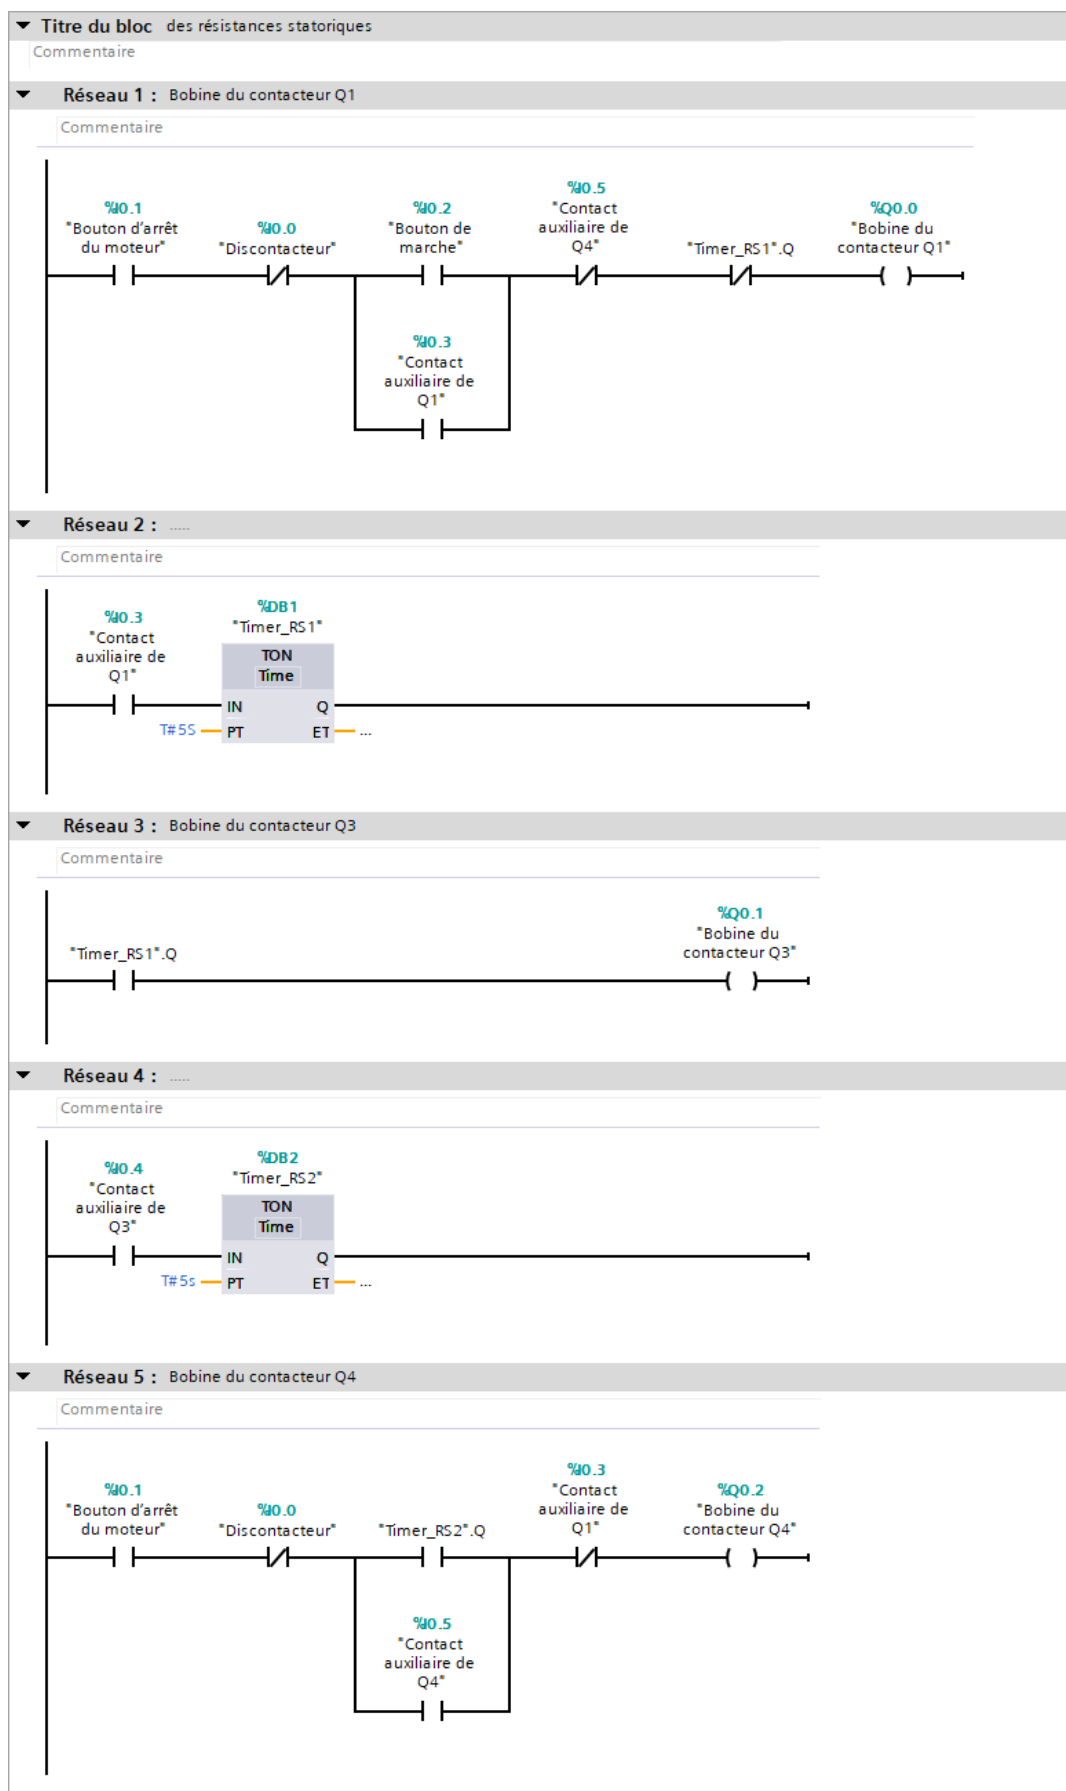 Titre du bloc des résistances statoriques
Commentaire
Réseau 1 : Bobine du contacteur Q1
Commentaire
%I0.1
"Bouton d'arrêt
du moteur"
%I0.0
"Discontacteur"
%I0.2
"Bouton de
marche"
%I0.5
"Contact
auxiliaire de
Q4"
"Timer_RS1".Q
%Q0.0
"Bobine du
contacteur Q1"
%I0.3
"Contact
auxiliaire de
Q1"
Réseau 2 : .....
Commentaire
%I0.3
"Contact
auxiliaire de
Q1"
%DB1
"Timer_RS1"
TON
Time
IN Q
T#5S PT ET ...
Réseau 3 : Bobine du contacteur Q3
Commentaire
"Timer_RS1".Q
%Q0.1
"Bobine du
contacteur Q3"
Réseau 4 : .....
Commentaire
%I0.4
"Contact
auxiliaire de
Q3"
%DB2
"Timer_RS2"
TON
Time
IN Q
T#5s PT ET ...
Réseau 5 : Bobine du contacteur Q4
Commentaire
%I0.1
"Bouton d'arrêt
du moteur"
%I0.0
"Discontacteur"
"Timer_RS2".Q
%I0.3
"Contact
auxiliaire de
Q1"
%Q0.2
"Bobine du
contacteur Q4"
%I0.5
"Contact
auxiliaire de
Q4"